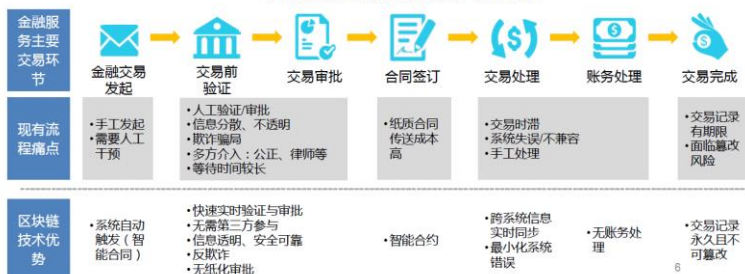 金融服
务主要
交易环
节
金融交易
发起
交易前
验证
交易审批
合同签订
交易处理
账务处理
交易完成
现有流
程痛点
•手工发起
•需要人工
干预
•人工验证/审批
•信息分散、不透明
•欺诈骗局
•多方介入：公正、律师等
•等待时间较长
•纸质合同
传送成本
高
•交易时滞
•系统失误/不兼容
•手工处理
•交易记录
有期限
•面临篡改
风险
区块链
技术优
势
•系统自动
触发（智
能合同）
•快速实时验证与审批
•无需第三方参与
•信息透明、安全可靠
•反欺诈
•无纸化审批
•智能合约
•跨系统信息
实时同步
•最小化系统
错误
•无账务处
理
•交易记录
永久且不
可篡改
6